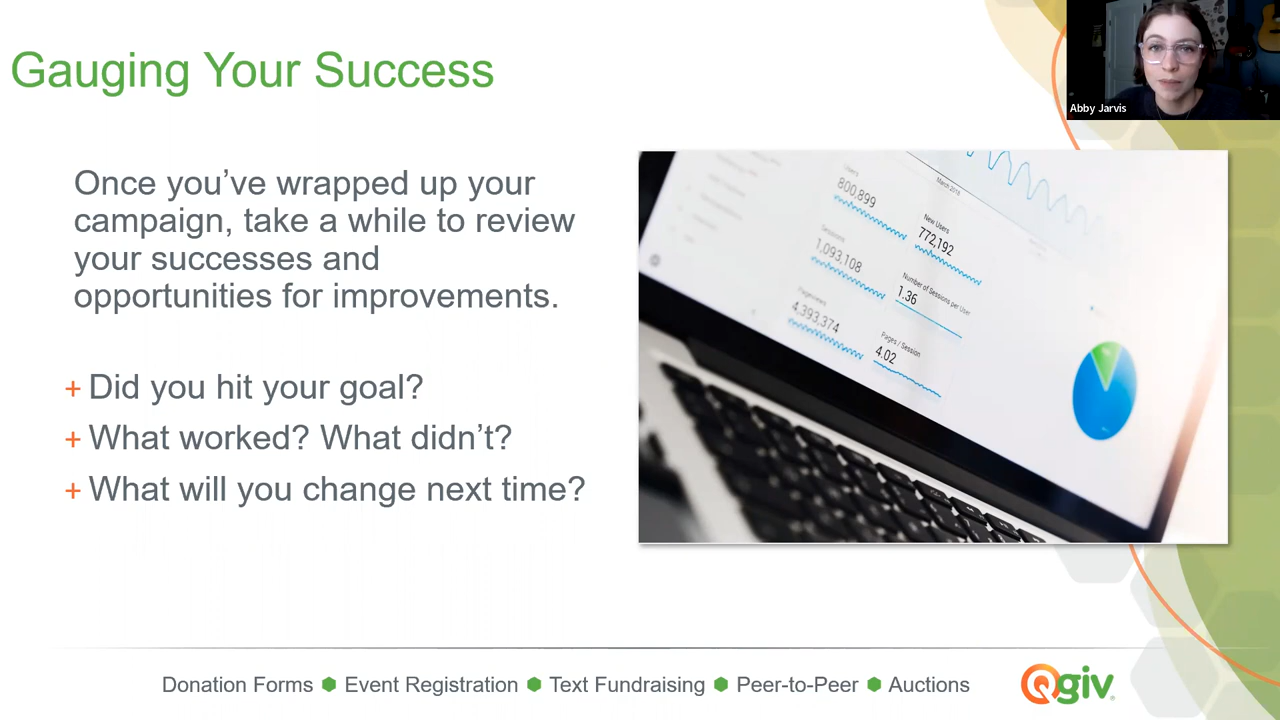 Gauging Your Success
Abby Jarvis
Once you've wrapped up your
campaign, take a while to review
your successes and
opportunities for improvements.
+ Did you hit your goal?
+ What worked? What didn't?
+ What will you change next time?
March 2016
Users
800,899
New Users
772,192
Sessions
1,093,108
Number of Sessions per User
1.36
Pageviews
4,393,374
Pages / Session
4.02
Donation Forms Event Registration Text Fundraising Peer-to-Peer Auctions
Qgiv